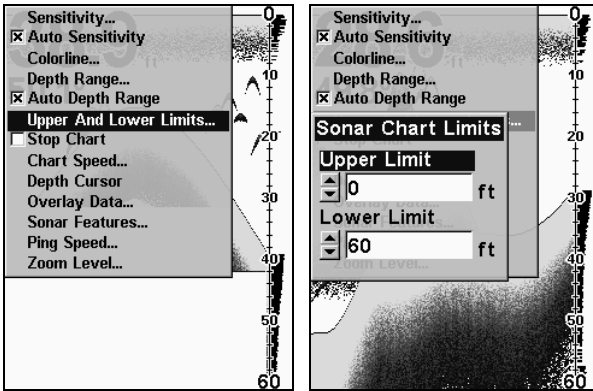 Sensitivity...
Auto Sensitivity
Colorline...
Depth Range...
Auto Depth Range
Upper And Lower Limits...
Stop Chart
Chart Speed...
Depth Cursor
Overlay Data...
Sonar Features...
Ping Speed...
Zoom Level...
0
10
20
30
40
50
60
Sensitivity...
Auto Sensitivity
Colorline...
Depth Range...
Auto Depth Range
Sonar Chart Limits
Upper Limit
0 ft
Lower Limit
60 ft
Zoom Level...
0
10
20
30
40
50
60